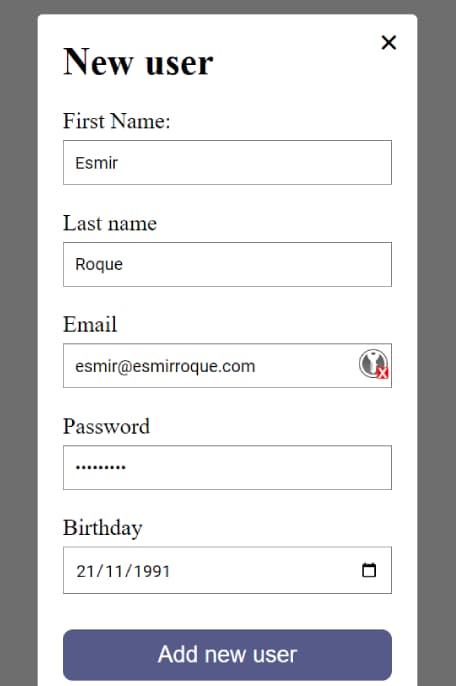 New user
First Name:
Esmir
Last name
Roque
Email
esmir@esmirroque.com
Password
•••••••••
Birthday
21/11/1991
Add new user